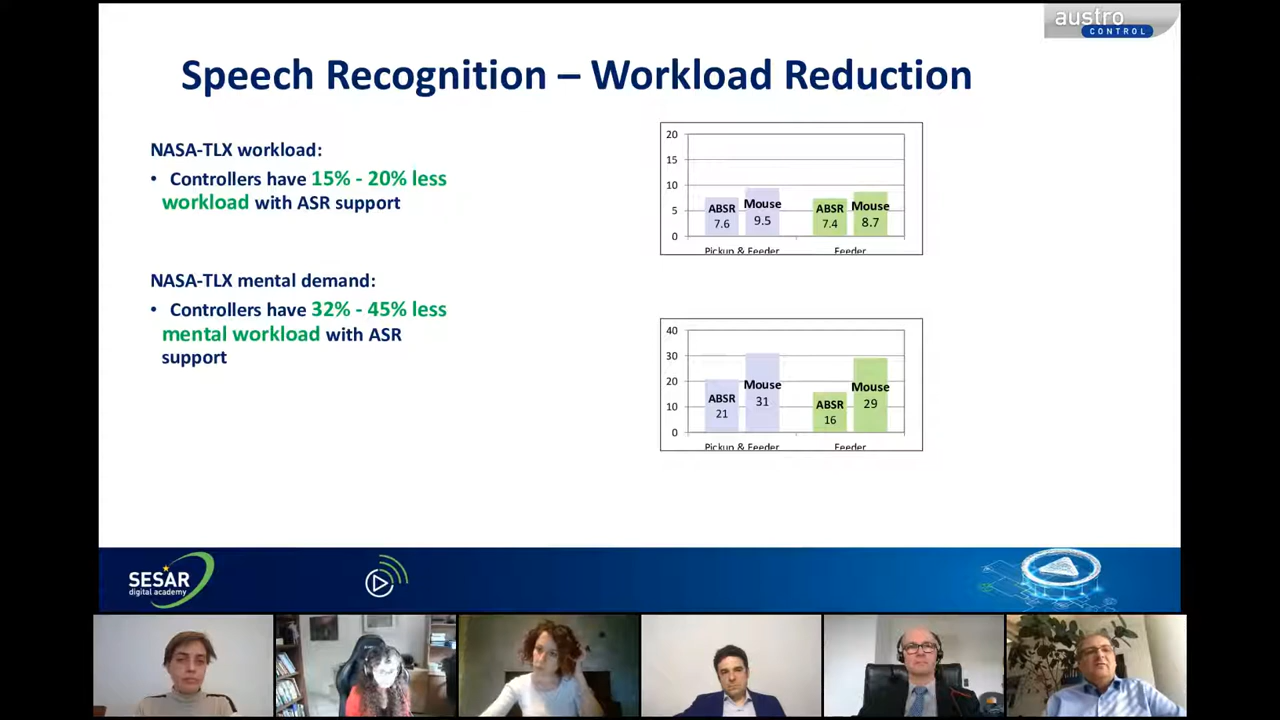 austro
CONTROL
Speech Recognition – Workload Reduction
NASA-TLX workload:
• Controllers have 15% - 20% less
workload with ASR support
NASA-TLX mental demand:
• Controllers have 32% - 45% less
mental workload with ASR
support
20
15
10
5
0
ABSR
7.6
Mouse
9.5
ABSR
7.4
Mouse
8.7
Pickup & Feeder
Feeder
40
30
20
10
0
ABSR
21
Mouse
31
ABSR
16
Mouse
29
Pickup & Feeder
Feeder
SESAR
digital academy